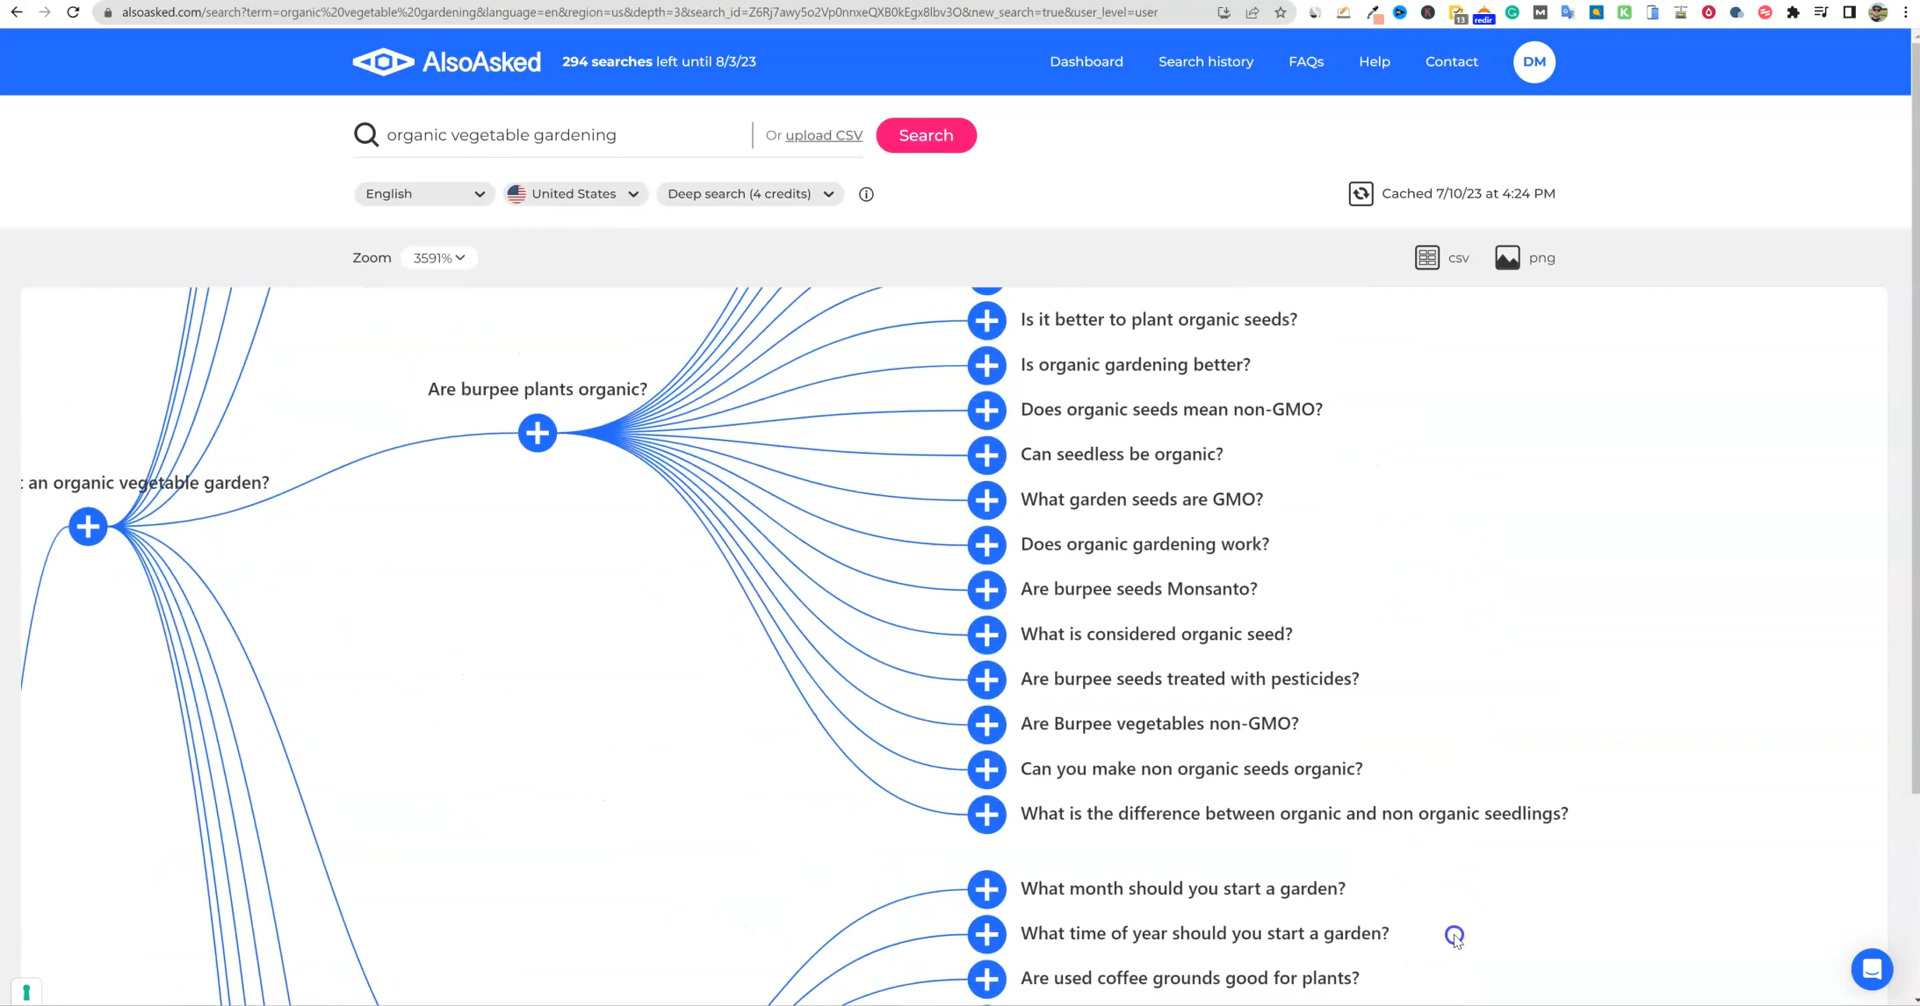 alsoasked.com/search?term=organic%20vegetable%20gardening&language=en&region=us&depth=3&search_id=Z6Rj7awy5o2Vp0nnxeQXB0kEgx8lbv3O&new_search=true&user_level=user
13
redir
AlsoAsked
294 searches left until 8/3/23
Dashboard
Search history
FAQs
Help
Contact
DM
organic vegetable gardening
Or upload CSV
Search
English
United States
Deep search (4 credits)
Cached 7/10/23 at 4:24 PM
Zoom
3591%
csv
png
Is it better to plant organic seeds?
Is organic gardening better?
Are burpee plants organic?
Does organic seeds mean non-GMO?
Can seedless be organic?
an organic vegetable garden?
What garden seeds are GMO?
Does organic gardening work?
Are burpee seeds Monsanto?
What is considered organic seed?
Are burpee seeds treated with pesticides?
Are Burpee vegetables non-GMO?
Can you make non organic seeds organic?
What is the difference between organic and non organic seedlings?
What month should you start a garden?
What time of year should you start a garden?
Are used coffee grounds good for plants?